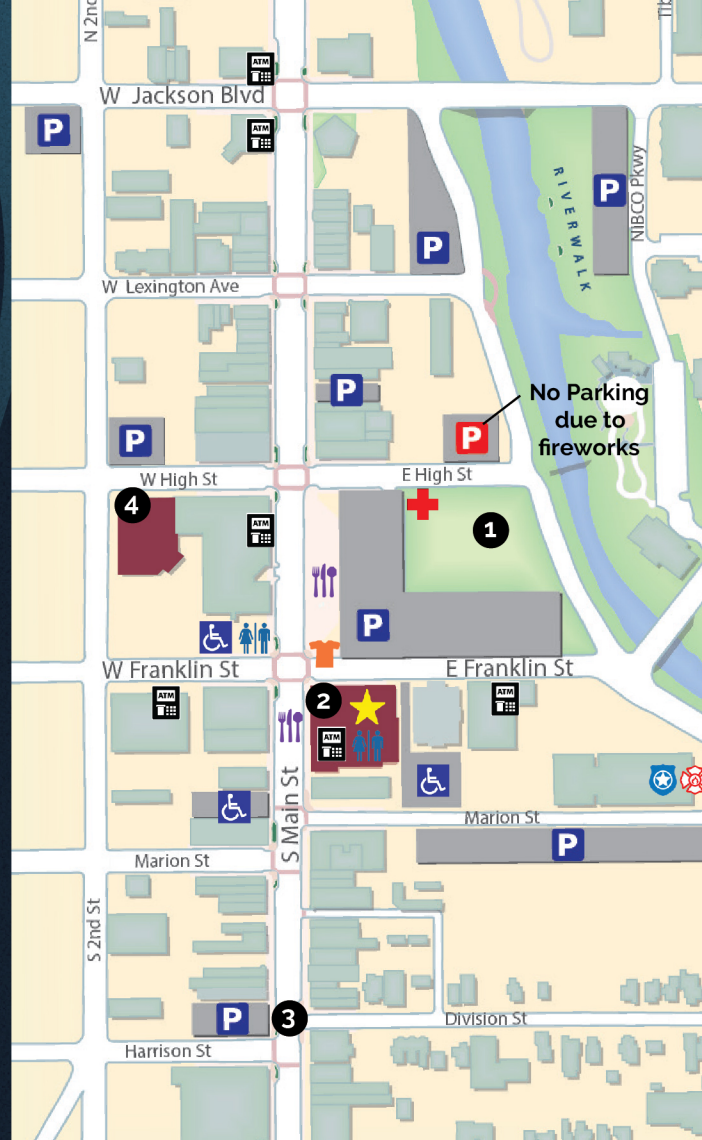 N 2nd
ATM
W Jackson Blvd
P
ATM
P
NIBCO Pkwy
RIVERWALK
P
W Lexington Ave
P
No Parking
due to
fireworks
P
P
W High St
E High St
4
1
ATM
P
W Franklin St
E Franklin St
ATM
2
ATM
ATM
S Main St
Marion St
P
Marion St
S 2nd St
P
3
Division St
Harrison St